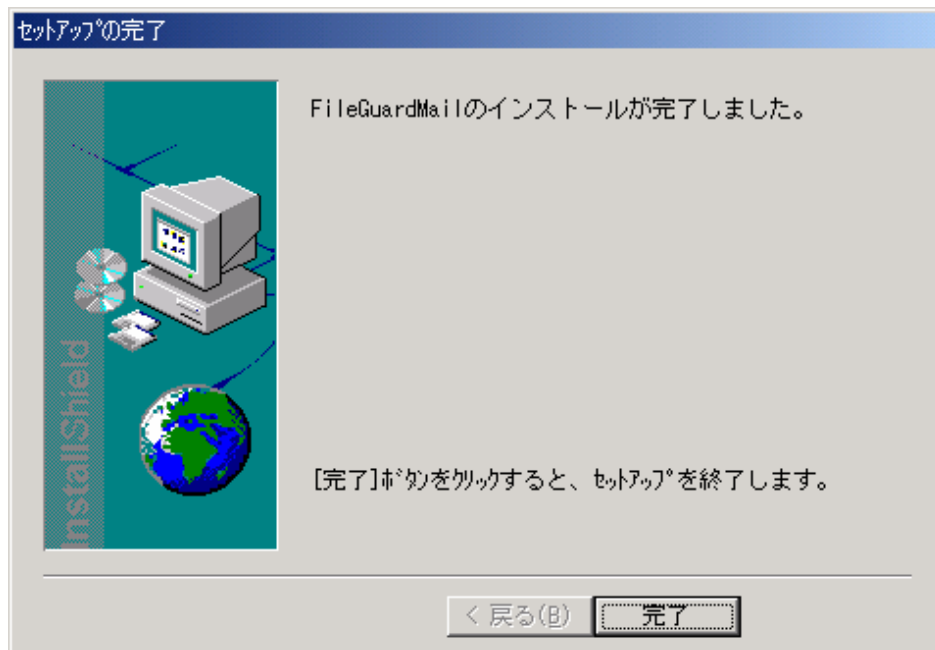 ｾｯﾄｱｯﾌﾟの完了
FileGuardMailのインストールが完了しました。
InstallShield
[完了]ﾎﾞﾀﾝをｸﾘｯｸすると、ｾｯﾄｱｯﾌﾟを終了します。
< 戻る(B)
完了